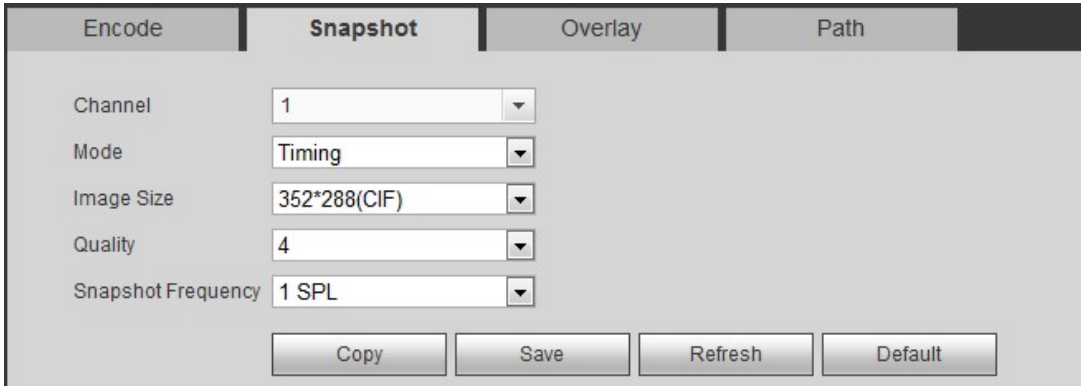 Encode Snapshot Overlay Path
Channel 1
Mode Timing
Image Size 352*288(CIF)
Quality 4
Snapshot Frequency 1 SPL
Copy Save Refresh Default